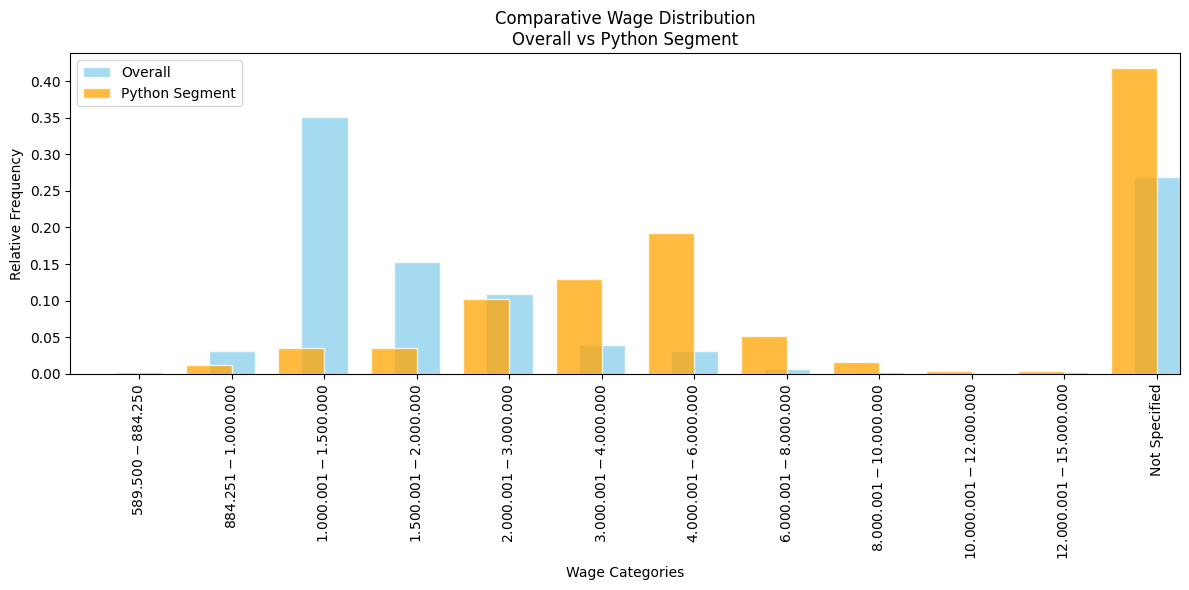 Comparative Wage Distribution
Overall vs Python Segment
Overall
Python Segment
Relative Frequency
0.40
0.35
0.30
0.25
0.20
0.15
0.10
0.05
0.00
589.500 − 884.250
884.251 − 1.000.000
1.000.001 − 1.500.000
1.500.001 − 2.000.000
2.000.001 − 3.000.000
3.000.001 − 4.000.000
4.000.001 − 6.000.000
6.000.001 − 8.000.000
8.000.001 − 10.000.000
10.000.001 − 12.000.000
12.000.001 − 15.000.000
Not Specified
Wage Categories